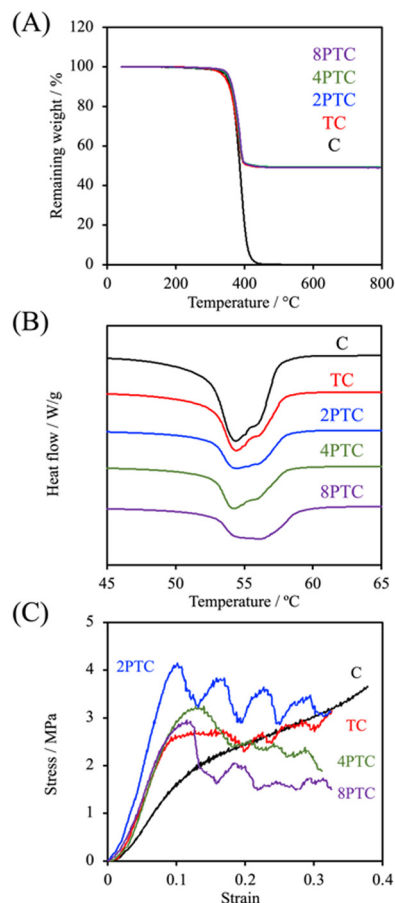 (A)
120
100
80
60
40
20
0
Remaining weight / %
8PTC
4PTC
2PTC
TC
C
0 200 400 600 800
Temperature / °C
(B)
Heat flow / W/g
C
TC
2PTC
4PTC
8PTC
45 50 55 60 65
Temperature / °C
(C)
5
4
3
2
1
0
Stress / MPa
2PTC
C
TC
4PTC
8PTC
0 0.1 0.2 0.3 0.4
Strain